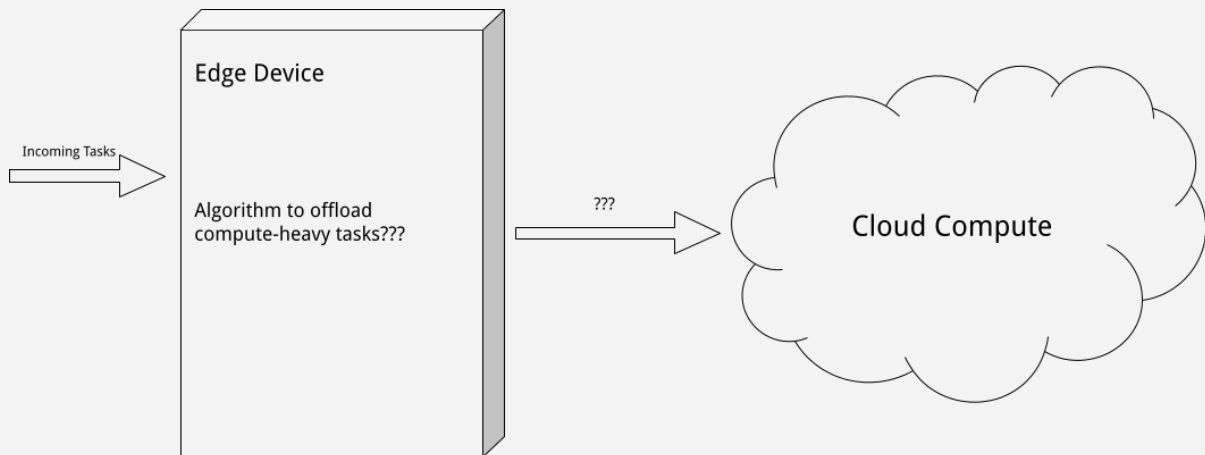 Edge Device
Incoming Tasks
Algorithm to offload
compute-heavy tasks???
???
Cloud Compute